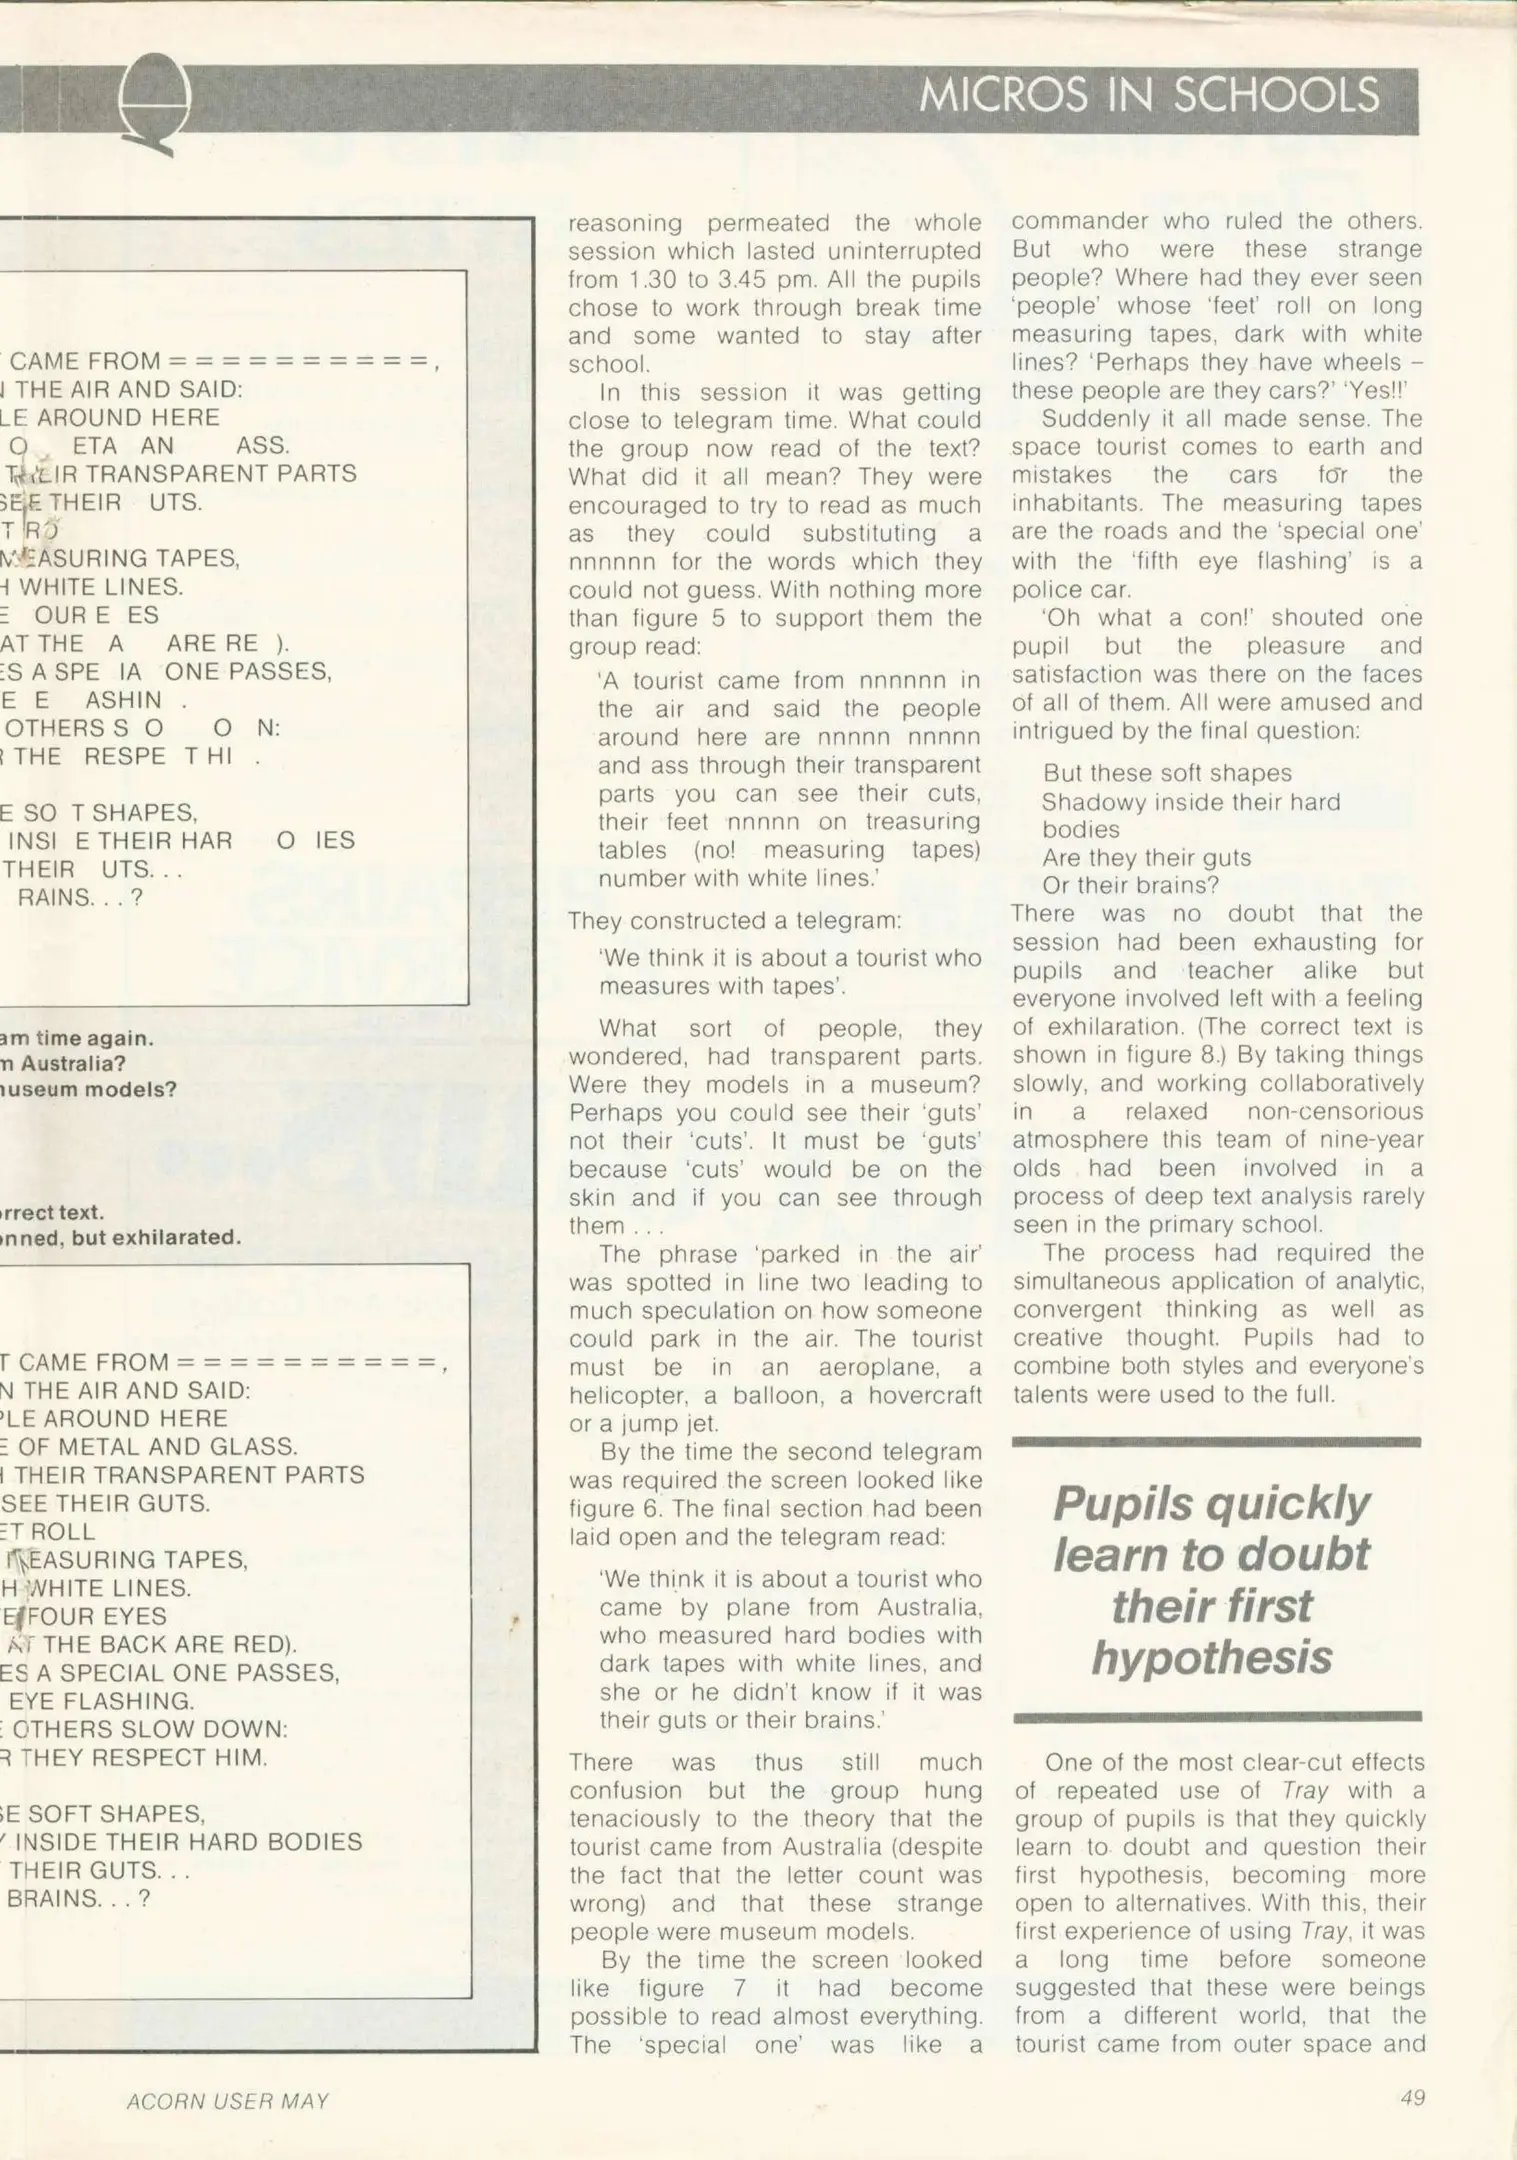 MICROS IN SCHOOLS
CAME FROM = = = = = = = = = =,
THE AIR AND SAID:
LE AROUND HERE
O ETA AN ASS.
THEIR TRANSPARENT PARTS
SEE THEIR UTS.
T RO
MEASURING TAPES,
H WHITE LINES.
E OUR E ES
AT THE A ARE RE ).
ES A SPE IA ONE PASSES,
E E ASHIN .
OTHERS S O O N:
R THE RESPE T HI .
E SO T SHAPES,
INSI E THEIR HAR O IES
THEIR UTS. . .
RAINS. . . ?
am time again.
m Australia?
museum models?
orrect text.
onned, but exhilarated.
T CAME FROM = = = = = = = = = =,
N THE AIR AND SAID:
PLE AROUND HERE
E OF METAL AND GLASS.
H THEIR TRANSPARENT PARTS
SEE THEIR GUTS.
ET ROLL
MEASURING TAPES,
H WHITE LINES.
E FOUR EYES
AT THE BACK ARE RED).
ES A SPECIAL ONE PASSES,
EYE FLASHING.
E OTHERS SLOW DOWN:
R THEY RESPECT HIM.
SE SOFT SHAPES,
Y INSIDE THEIR HARD BODIES
THEIR GUTS. . .
BRAINS. . . ?
reasoning permeated the whole
session which lasted uninterrupted
from 1.30 to 3.45 pm. All the pupils
chose to work through break time
and some wanted to stay after
school.
In this session it was getting
close to telegram time. What could
the group now read of the text?
What did it all mean? They were
encouraged to try to read as much
as they could substituting a
nnnnnn for the words which they
could not guess. With nothing more
than figure 5 to support them the
group read:
'A tourist came from nnnnnn in
the air and said the people
around here are nnnnn nnnnn
and ass through their transparent
parts you can see their cuts,
their feet nnnnn on treasuring
tables (no! measuring tapes)
number with white lines.'
They constructed a telegram:
'We think it is about a tourist who
measures with tapes'.
What sort of people, they
wondered, had transparent parts.
Were they models in a museum?
Perhaps you could see their 'guts'
not their 'cuts'. It must be 'guts'
because 'cuts' would be on the
skin and if you can see through
them . . .
The phrase 'parked in the air'
was spotted in line two leading to
much speculation on how someone
could park in the air. The tourist
must be in an aeroplane, a
helicopter, a balloon, a hovercraft
or a jump jet.
By the time the second telegram
was required the screen looked like
figure 6. The final section had been
laid open and the telegram read:
'We think it is about a tourist who
came by plane from Australia,
who measured hard bodies with
dark tapes with white lines, and
she or he didn't know if it was
their guts or their brains.'
There was thus still much
confusion but the group hung
tenaciously to the theory that the
tourist came from Australia (despite
the fact that the letter count was
wrong) and that these strange
people were museum models.
By the time the screen looked
like figure 7 it had become
possible to read almost everything.
The 'special one' was like a
commander who ruled the others.
But who were these strange
people? Where had they ever seen
'people' whose 'feet' roll on long
measuring tapes, dark with white
lines? 'Perhaps they have wheels –
these people are they cars?' 'Yes!!'
Suddenly it all made sense. The
space tourist comes to earth and
mistakes the cars for the
inhabitants. The measuring tapes
are the roads and the 'special one'
with the 'fifth eye flashing' is a
police car.
'Oh what a con!' shouted one
pupil but the pleasure and
satisfaction was there on the faces
of all of them. All were amused and
intrigued by the final question:
But these soft shapes
Shadowy inside their hard
bodies
Are they their guts
Or their brains?
There was no doubt that the
session had been exhausting for
pupils and teacher alike but
everyone involved left with a feeling
of exhilaration. (The correct text is
shown in figure 8.) By taking things
slowly, and working collaboratively
in a relaxed non-censorious
atmosphere this team of nine-year
olds had been involved in a
process of deep text analysis rarely
seen in the primary school.
The process had required the
simultaneous application of analytic,
convergent thinking as well as
creative thought. Pupils had to
combine both styles and everyone's
talents were used to the full.
Pupils quickly
learn to doubt
their first
hypothesis
One of the most clear-cut effects
of repeated use of Tray with a
group of pupils is that they quickly
learn to doubt and question their
first hypothesis, becoming more
open to alternatives. With this, their
first experience of using Tray, it was
a long time before someone
suggested that these were beings
from a different world, that the
tourist came from outer space and
ACORN USER MAY
49